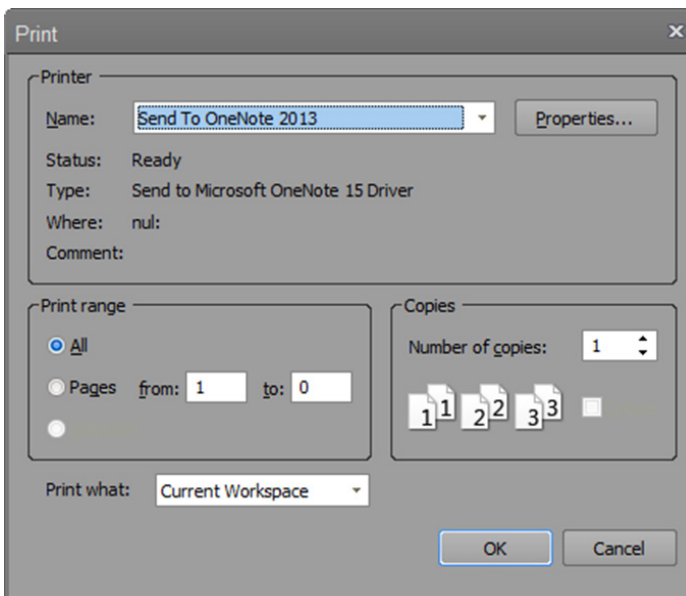 Print
Printer
Name: Send To OneNote 2013 Properties...
Status: Ready
Type: Send to Microsoft OneNote 15 Driver
Where: nul:
Comment:
Print range
All
Pages from: 1 to: 0
Copies
Number of copies: 1
1 1 2 2 3 3
Print what: Current Workspace
OK Cancel